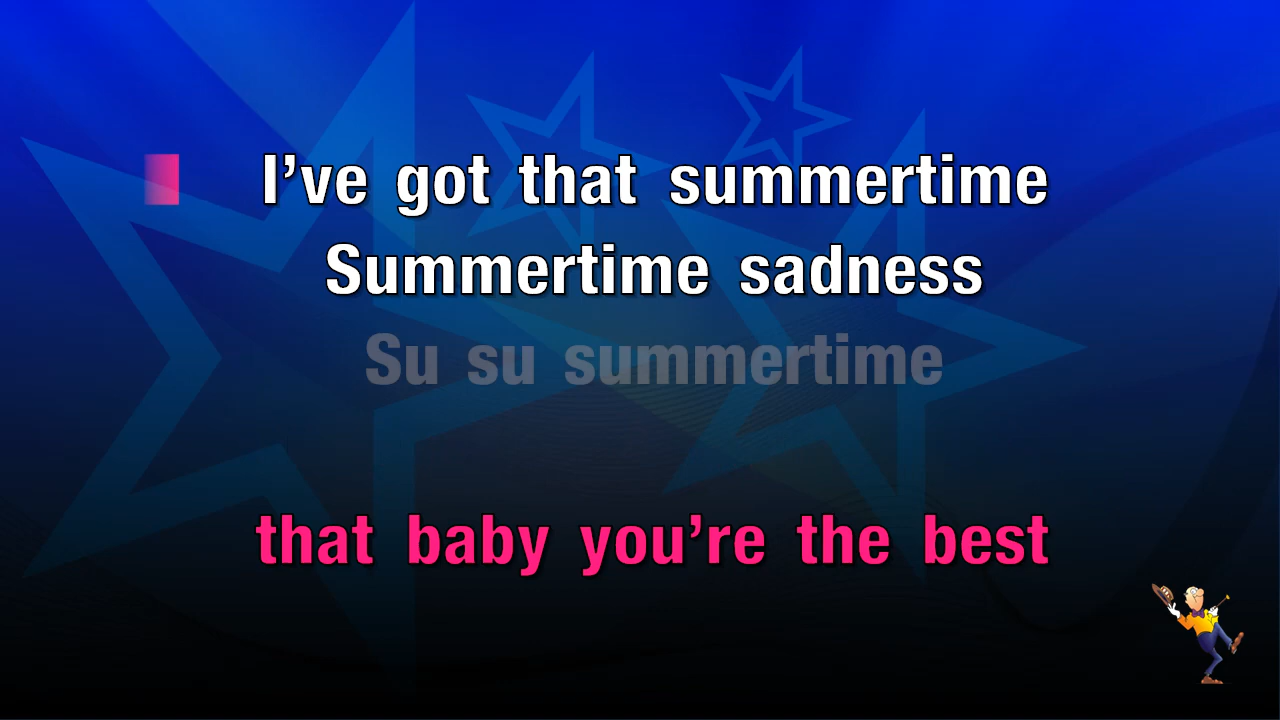 I’ve got that summertime
Summertime sadness
Su su summertime
that baby you’re the best